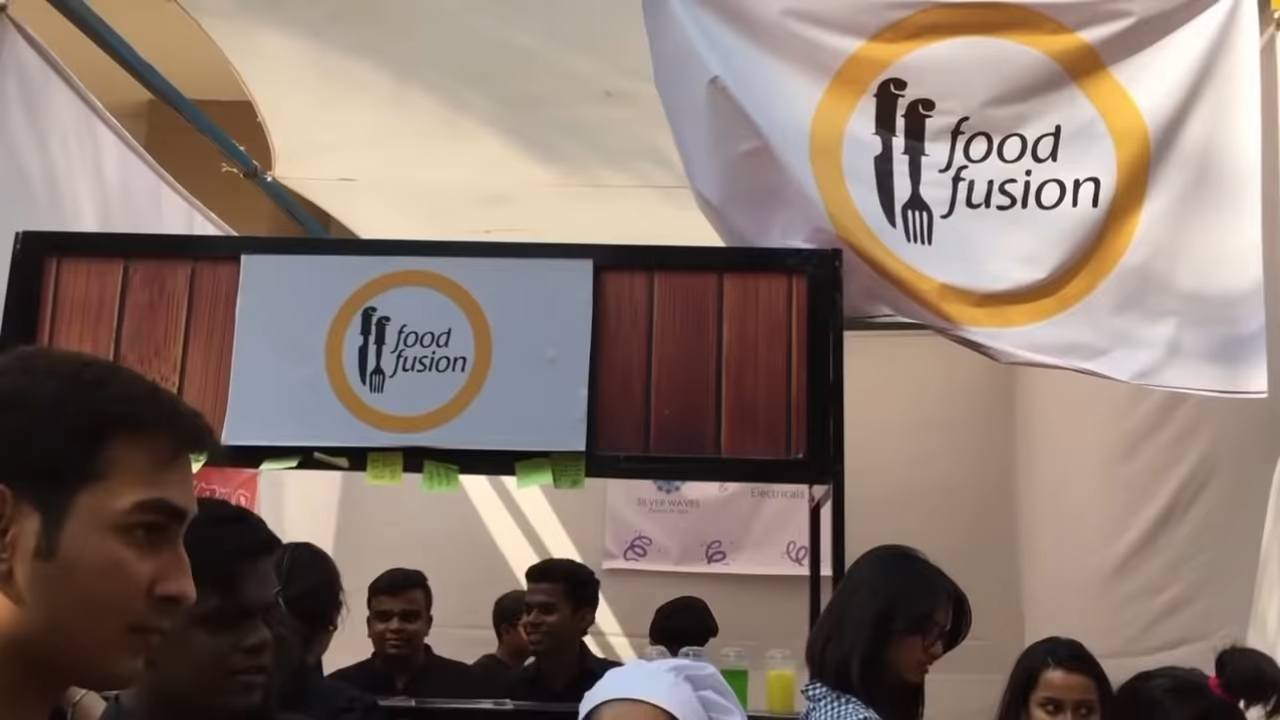 food
fusion
food
fusion
SILVER WAVES
&
Electricals